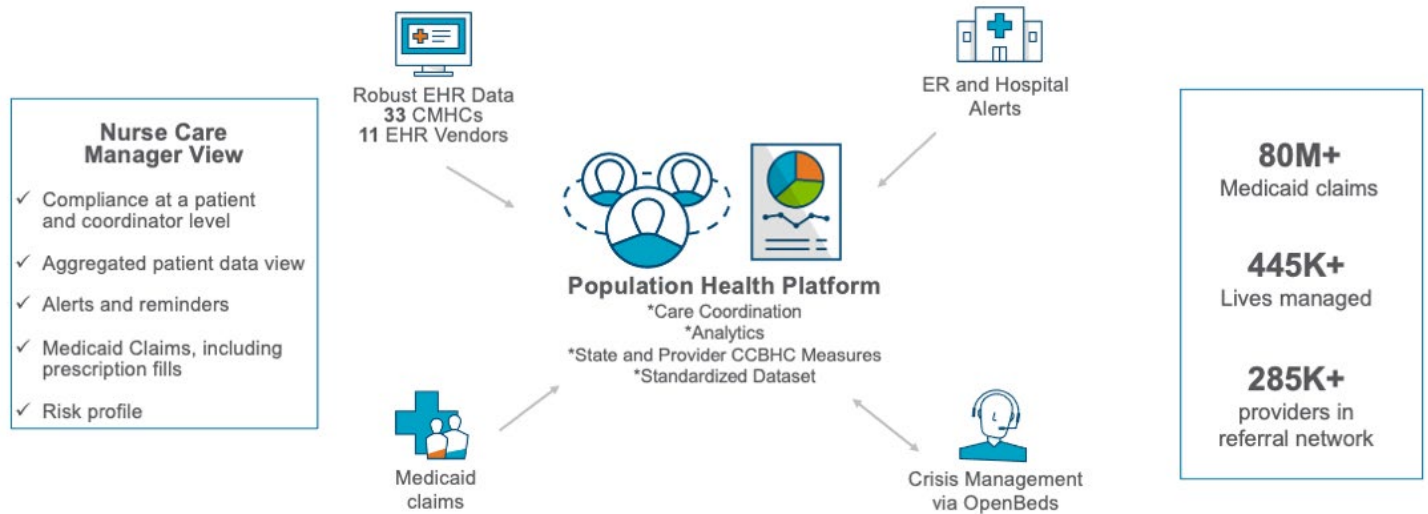 Nurse Care
Manager View
✓ Compliance at a patient
and coordinator level
✓ Aggregated patient data view
✓ Alerts and reminders
✓ Medicaid Claims, including
prescription fills
✓ Risk profile
Robust EHR Data
33 CMHCs
11 EHR Vendors
ER and Hospital
Alerts
Population Health Platform
*Care Coordination
*Analytics
*State and Provider CCBHC Measures
*Standardized Dataset
Medicaid
claims
Crisis Management
via OpenBeds
80M+
Medicaid claims
445K+
Lives managed
285K+
providers in
referral network